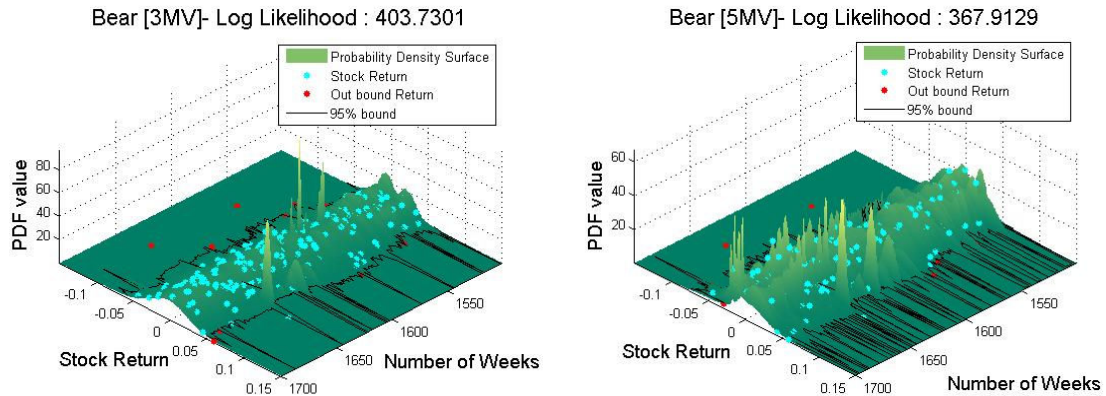 Bear [3MV]- Log Likelihood : 403.7301
Probability Density Surface
Stock Return
Out bound Return
95% bound
80
60
40
20
PDF value
-0.1
-0.05
0
0.05
0.1
0.15
Stock Return
1550
1600
1650
1700
Number of Weeks
Bear [5MV]- Log Likelihood : 367.9129
Probability Density Surface
Stock Return
Out bound Return
95% bound
60
40
20
PDF value
-0.1
-0.05
0
0.05
0.1
0.15
Stock Return
1550
1600
1650
1700
Number of Weeks